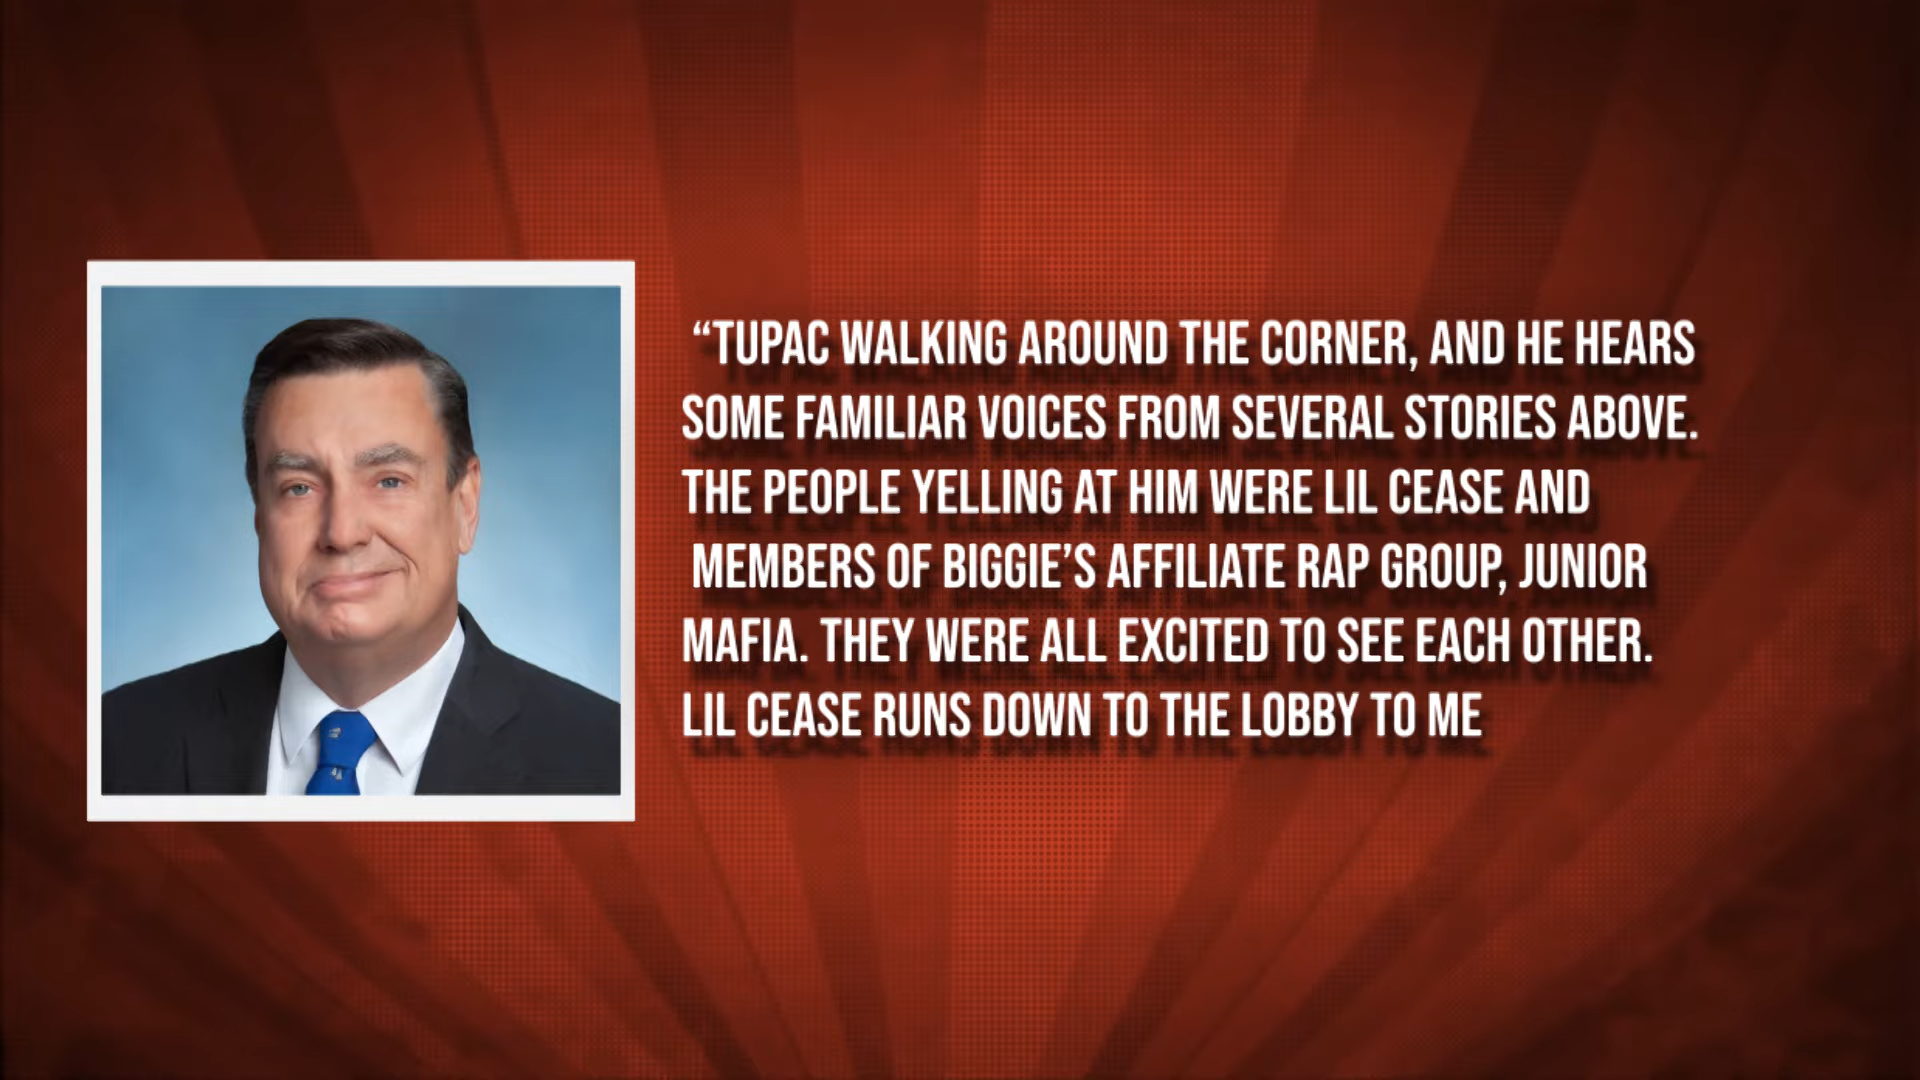 “TUPAC WALKING AROUND THE CORNER, AND HE HEARS
SOME FAMILIAR VOICES FROM SEVERAL STORIES ABOVE.
THE PEOPLE YELLING AT HIM WERE LIL CEASE AND
MEMBERS OF BIGGIE’S AFFILIATE RAP GROUP, JUNIOR
MAFIA. THEY WERE ALL EXCITED TO SEE EACH OTHER.
LIL CEASE RUNS DOWN TO THE LOBBY TO ME